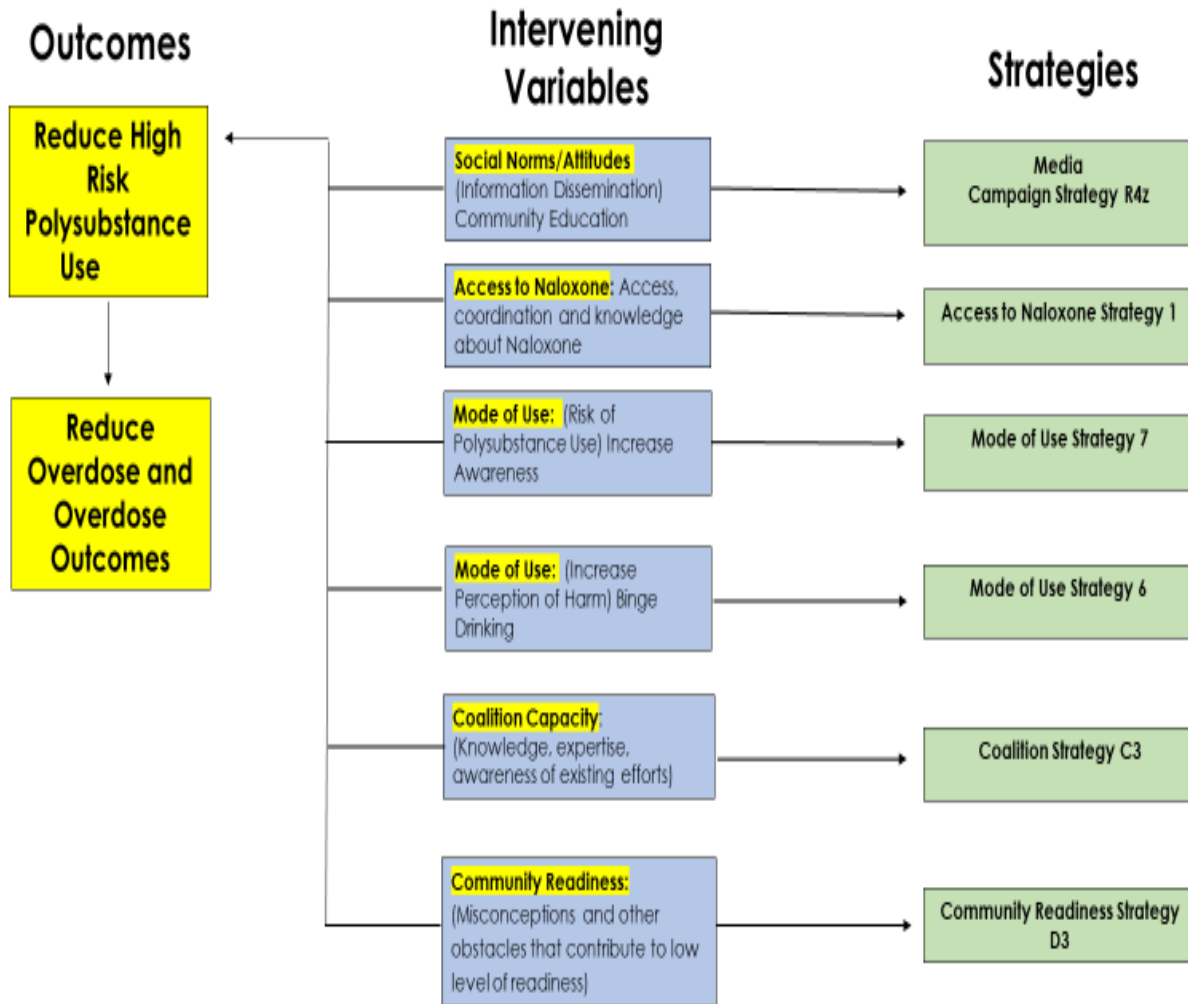 Outcomes
Intervening
Variables
Strategies
Reduce High
Risk
Polysubstance
Use
Reduce
Overdose and
Overdose
Outcomes
Social Norms/Attitudes
(Information Dissemination)
Community Education
Media
Campaign Strategy R4z
Access to Naloxone: Access,
coordination and knowledge
about Naloxone
Access to Naloxone Strategy 1
Mode of Use: (Risk of
Polysubstance Use) Increase
Awareness
Mode of Use Strategy 7
Mode of Use: (Increase
Perception of Harm) Binge
Drinking
Mode of Use Strategy 6
Coalition Capacity:
(Knowledge, expertise,
awareness of existing efforts)
Coalition Strategy C3
Community Readiness:
(Misconceptions and other
obstacles that contribute to low
level of readiness)
Community Readiness Strategy
D3